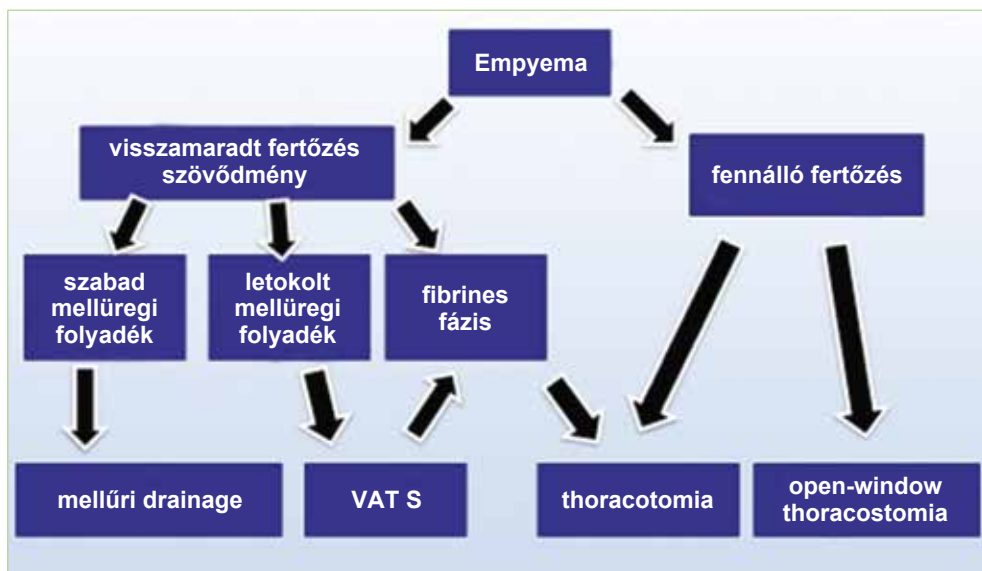 Empyema
visszamaradt fertőzés
szövődmény
fennálló fertőzés
szabad
mellüregi
folyadék
letokolt
mellüregi
folyadék
fibrines
fázis
mellűri drainage
VAT S
thoracotomia
open-window
thoracostomia